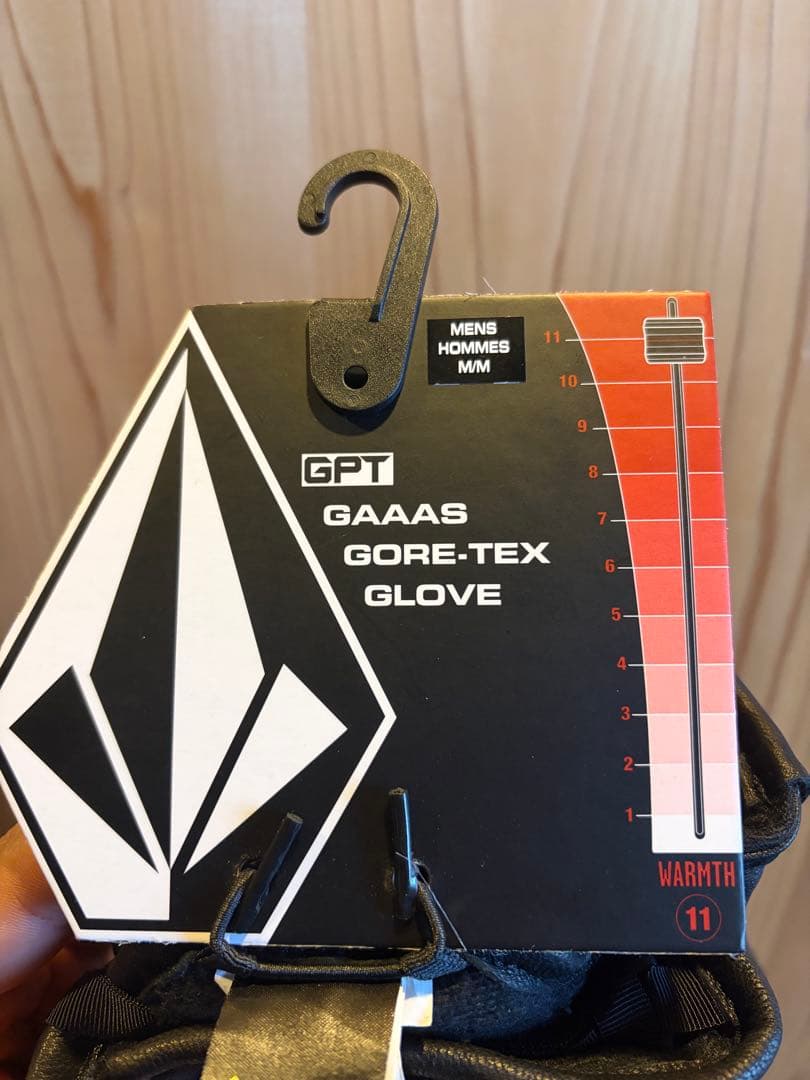 MENS
HOMMES
M/M
GPT
GAAAS
GORE-TEX
GLOVE
11
10
9
8
7
6
5
4
3
2
1
WARMTH
11